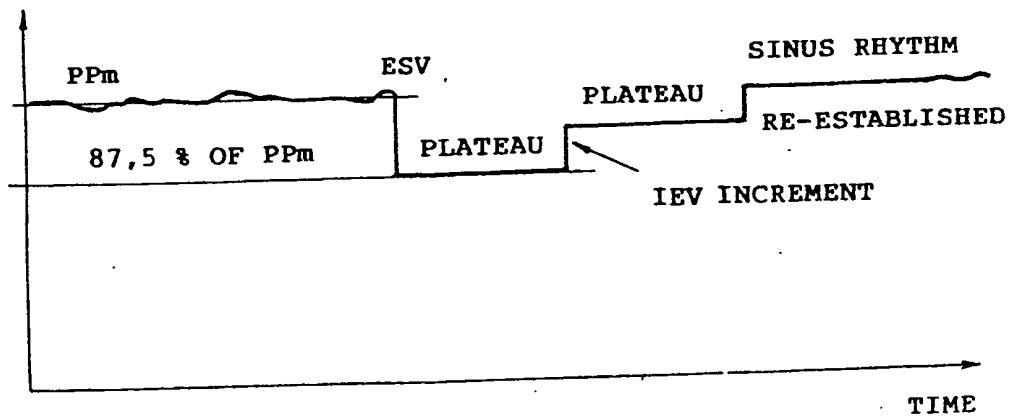 SINUS RHYTHM
PPm
ESV
PLATEAU
RE-ESTABLISHED
87,5 % OF PPm
PLATEAU
IEV INCREMENT
TIME